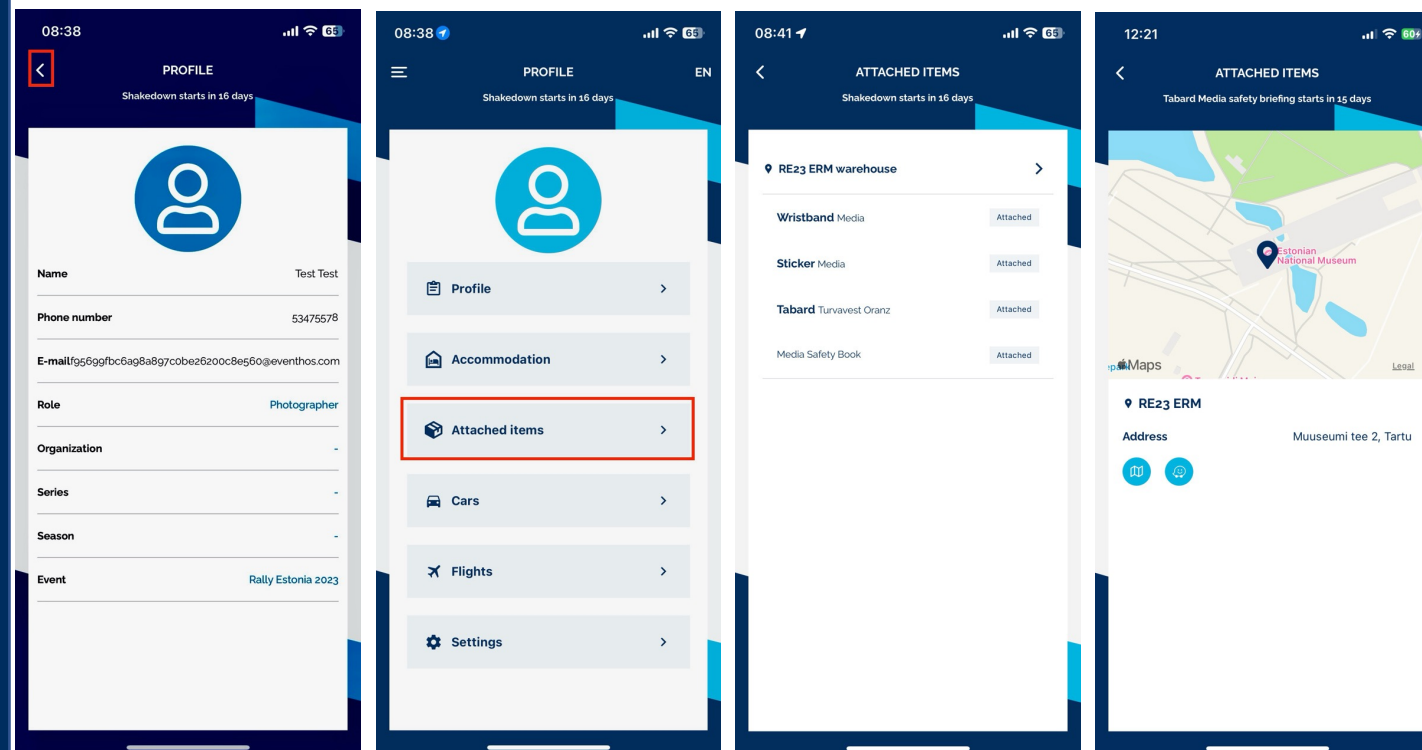 08:38
65
PROFILE
Shakedown starts in 16 days
Name Test Test
Phone number 53475578
E-mail f95699fbc6a98a897c0be26200c8e560@eventhos.com
Role Photographer
Organization -
Series -
Season -
Event Rally Estonia 2023
08:38
65
PROFILE
EN
Shakedown starts in 16 days
Profile
Accommodation
Attached items
Cars
Flights
Settings
08:41
65
ATTACHED ITEMS
Shakedown starts in 16 days
RE23 ERM warehouse
Wristband Media Attached
Sticker Media Attached
Tabard Turvavest Oranz Attached
Media Safety Book Attached
12:21
60
ATTACHED ITEMS
Tabard Media safety briefing starts in 15 days
Estonian
National Museum
Maps
Legal
RE23 ERM
Address Muuseumi tee 2, Tartu